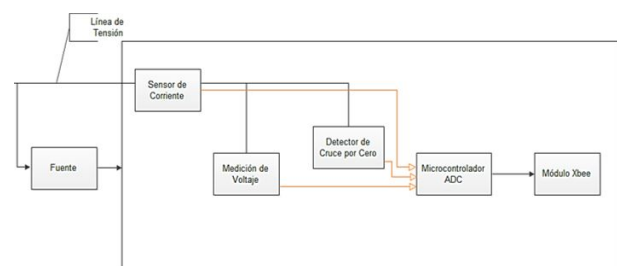 Línea de
Tensión
Sensor de
Corriente
Fuente
Medición de
Voltaje
Detector de
Cruce por Cero
Microcontrolador
ADC
Módulo Xbee